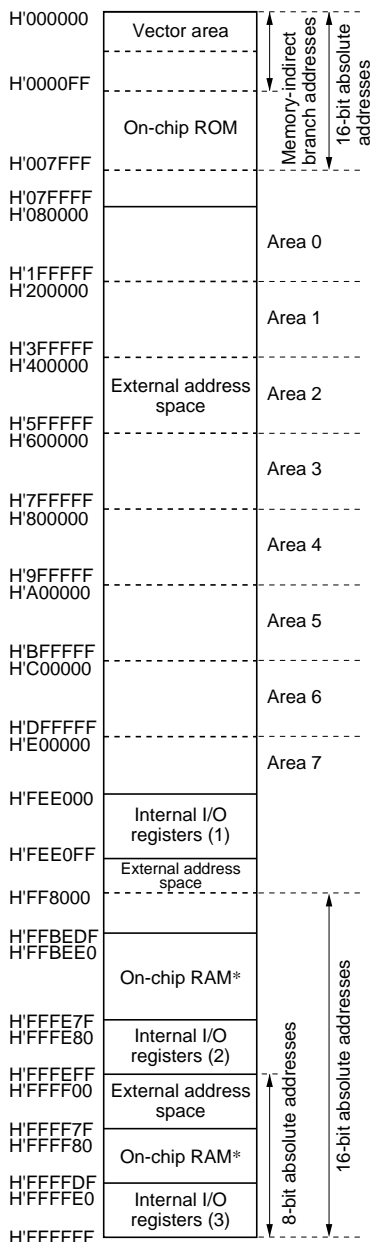 H'000000
Vector area
H'0000FF
On-chip ROM
H'007FFF
H'07FFFF
H'080000
Memory-indirect
branch addresses
16-bit absolute
addresses
Area 0
H'1FFFFF
H'200000
Area 1
H'3FFFFF
H'400000
External address
space
Area 2
H'5FFFFF
H'600000
Area 3
H'7FFFFF
H'800000
Area 4
H'9FFFFF
H'A00000
Area 5
H'BFFFFF
H'C00000
Area 6
H'DFFFFF
H'E00000
Area 7
H'FEE000
Internal I/O
registers (1)
H'FEE0FF
External address
space
H'FF8000
H'FFBEDF
H'FFBEE0
On-chip RAM*
H'FFFE7F
H'FFFE80
Internal I/O
registers (2)
H'FFFEFF
H'FFFF00
External address
space
H'FFFF7F
H'FFFF80
On-chip RAM*
H'FFFFDF
H'FFFFE0
Internal I/O
registers (3)
H'FFFFFF
8-bit absolute addresses
16-bit absolute addresses